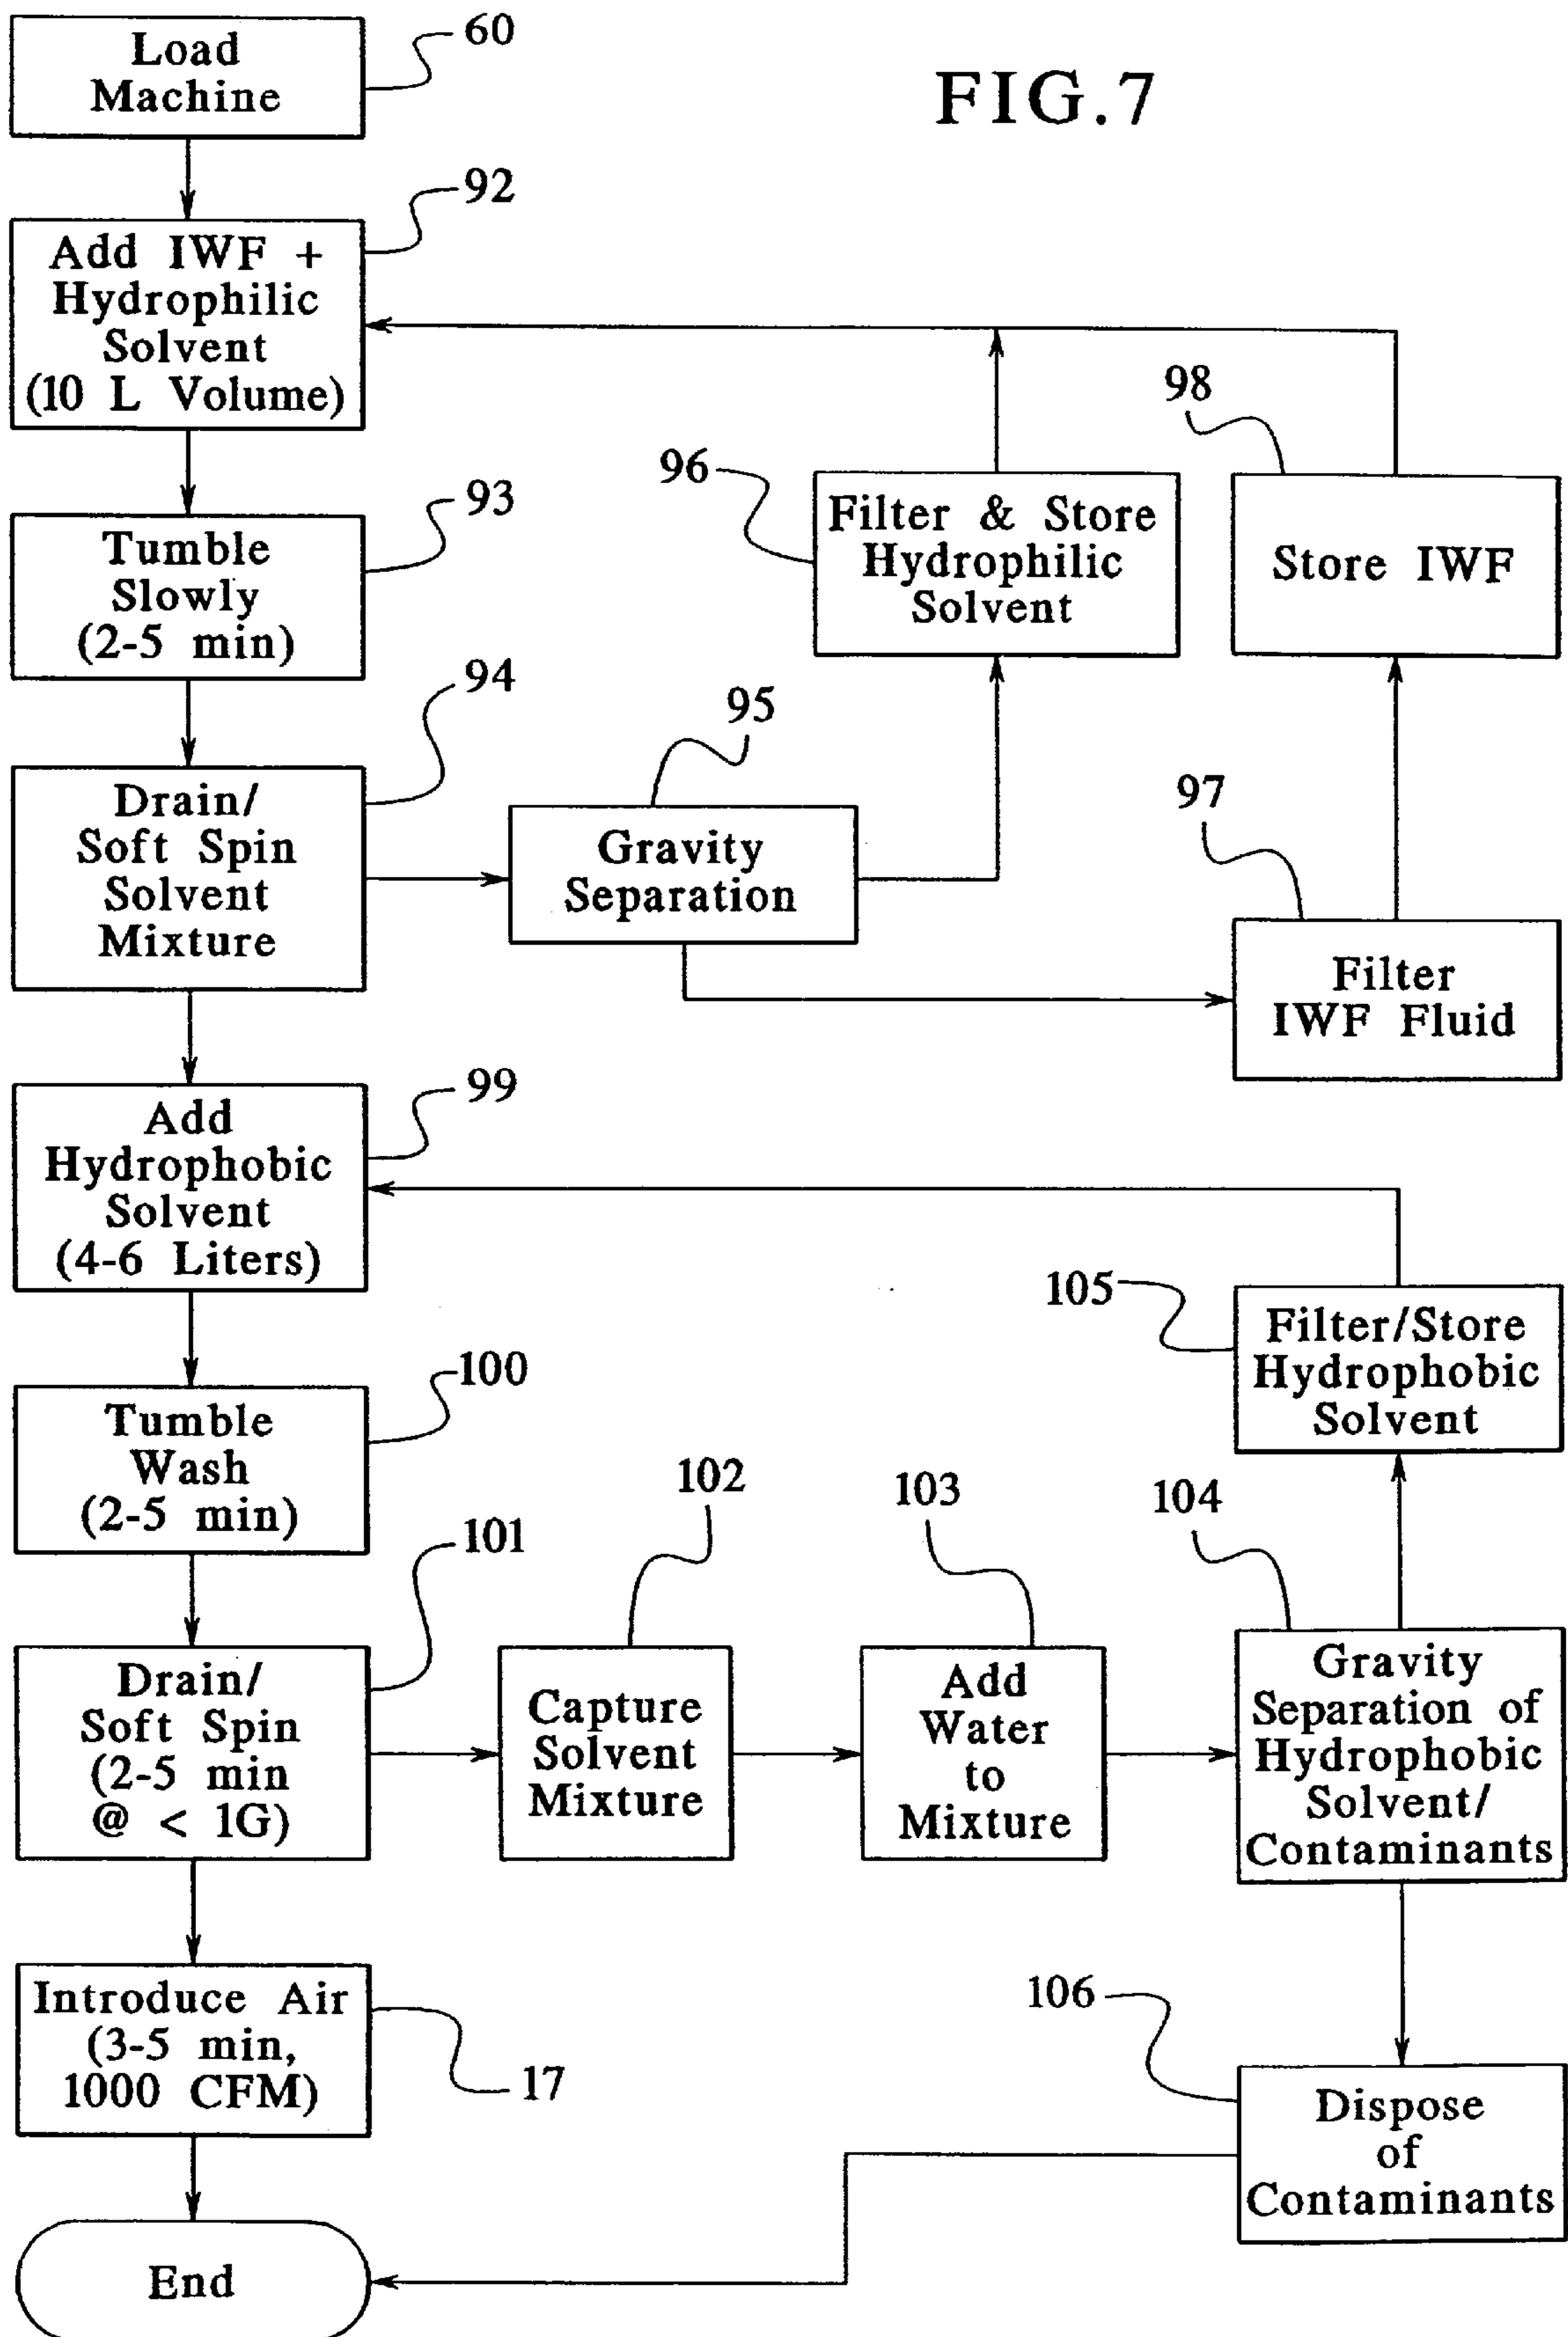 FIG.7
Load
Machine
60
Add IWF +
Hydrophilic
Solvent
(10 L Volume)
92
Tumble
Slowly
(2-5 min)
93
Drain/
Soft Spin
Solvent
Mixture
94
Gravity
Separation
95
Filter & Store
Hydrophilic
Solvent
96
Filter
IWF Fluid
97
Store IWF
98
Add
Hydrophobic
Solvent
(4-6 Liters)
99
Tumble
Wash
(2-5 min)
100
Drain/
Soft Spin
(2-5 min
@ < 1G)
101
Capture
Solvent
Mixture
102
Add
Water
to
Mixture
103
Gravity
Separation of
Hydrophobic
Solvent/
Contaminants
104
Filter/Store
Hydrophobic
Solvent
105
Dispose
of
Contaminants
106
Introduce Air
(3-5 min,
1000 CFM)
17
End